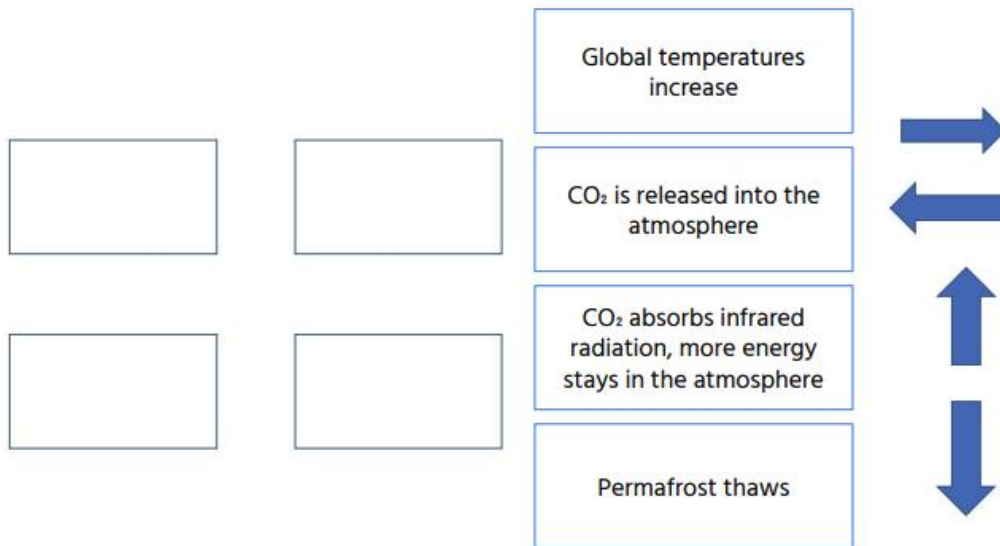 Global temperatures
increase
CO₂ is released into the
atmosphere
CO₂ absorbs infrared
radiation, more energy
stays in the atmosphere
Permafrost thaws